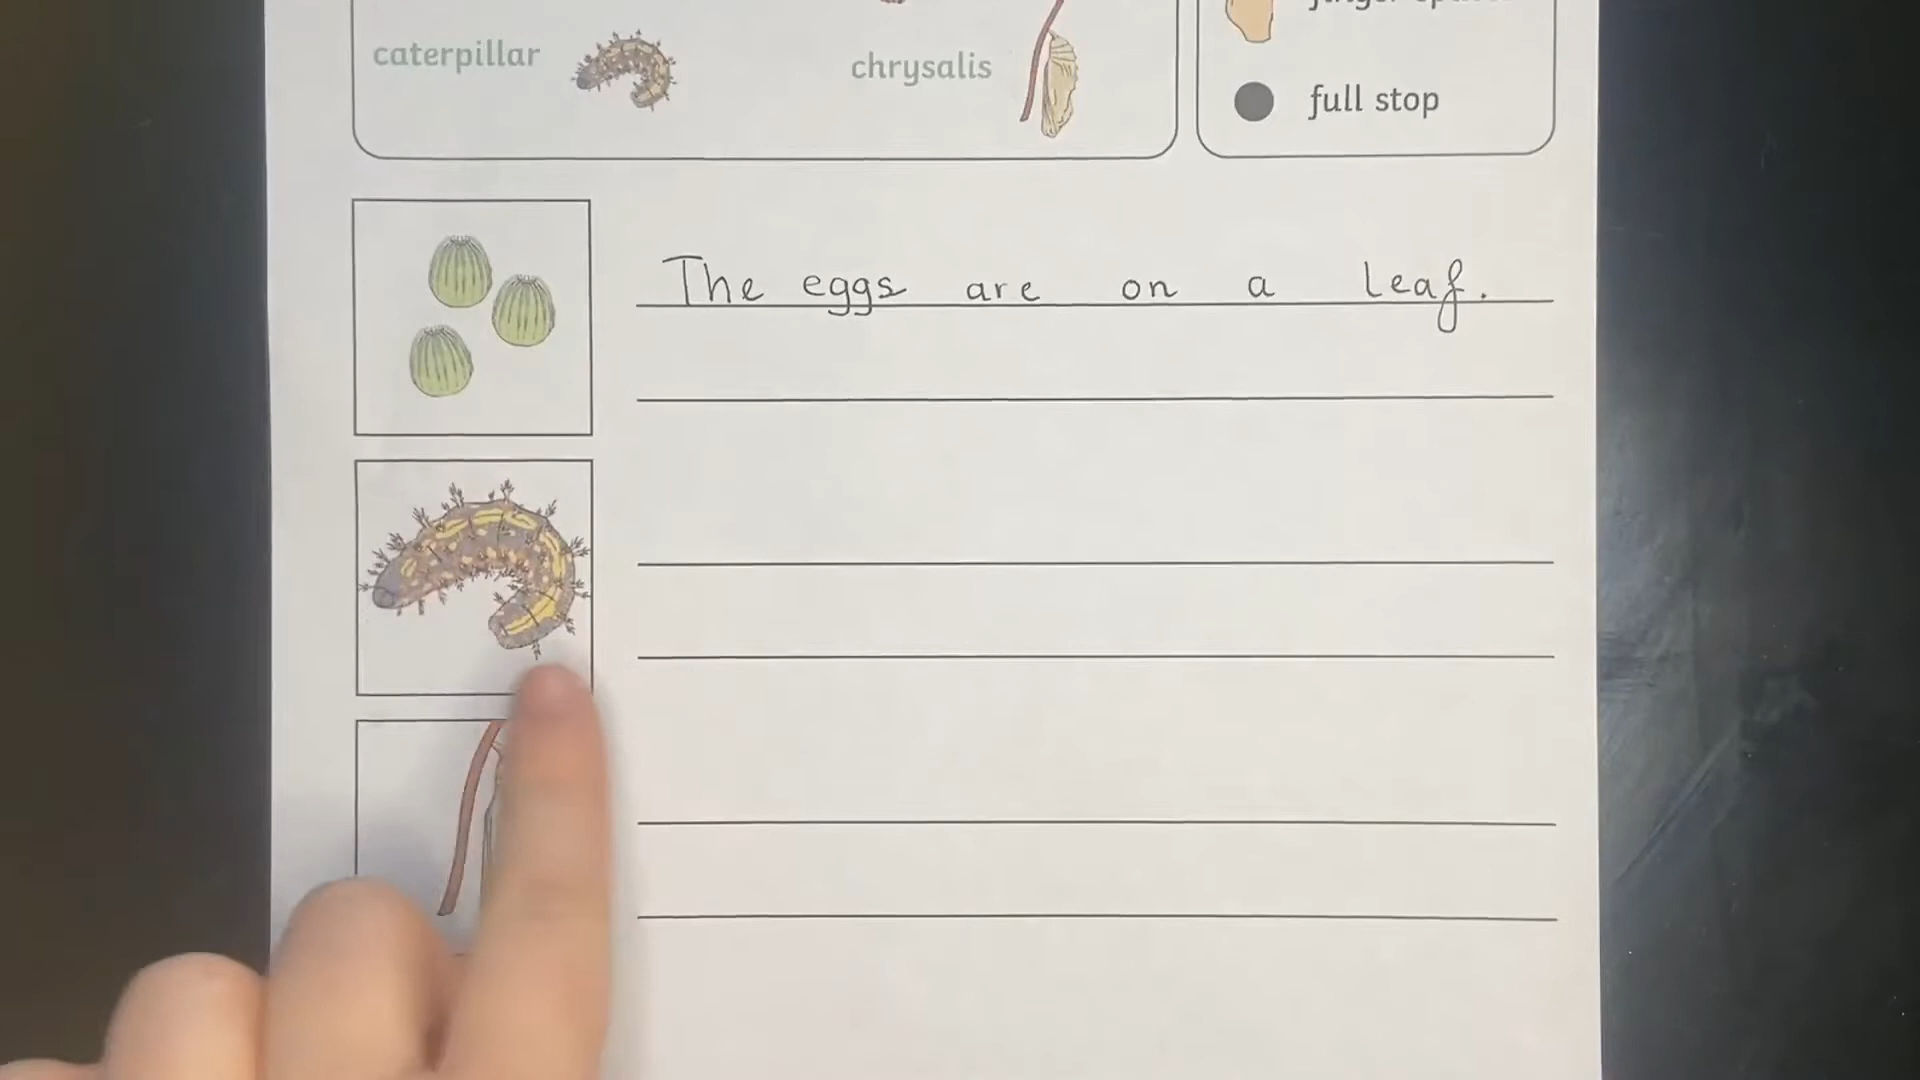 caterpillar
chrysalis
full stop
The eggs are on a leaf.